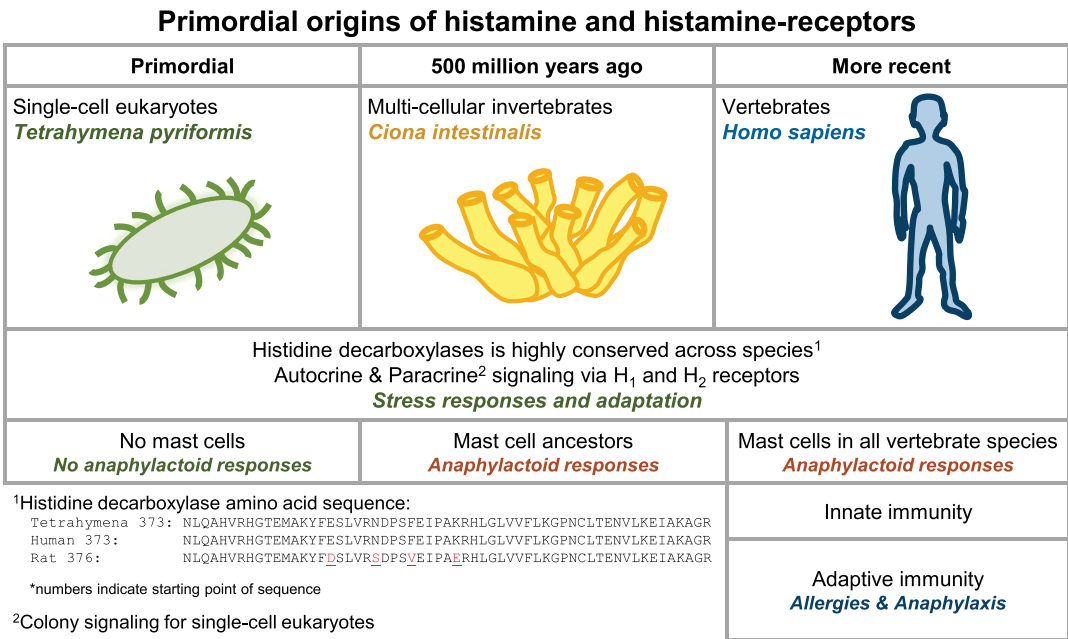 Primordial origins of histamine and histamine-receptors
Primordial
500 million years ago
More recent
Single-cell eukaryotes
Tetrahymena pyriformis
Multi-cellular invertebrates
Ciona intestinalis
Vertebrates
Homo sapiens
Histidine decarboxylases is highly conserved across species¹
Autocrine & Paracrine² signaling via H₁ and H₂ receptors
Stress responses and adaptation
No mast cells
No anaphylactoid responses
Mast cell ancestors
Anaphylactoid responses
Mast cells in all vertebrate species
Anaphylactoid responses
¹Histidine decarboxylase amino acid sequence:
Tetrahymena 373: NLQAHVRHGTEMAKYFESLVRNDPSFEIPAKRHLGLVVFLKGPNCLTENVLKEIAKAGR
Human 373: NLQAHVRHGTEMAKYFESLVRNDPSFEIPAKRHLGLVVFLKGPNCLTENVLKEIAKAGR
Rat 376: NLQAHVRHGTEMAKYFDSLVRSDPSVEIPAERHLGLVVFLKGPNCLTENVLKEIAKAGR
*numbers indicate starting point of sequence
²Colony signaling for single-cell eukaryotes
Innate immunity
Adaptive immunity
Allergies & Anaphylaxis